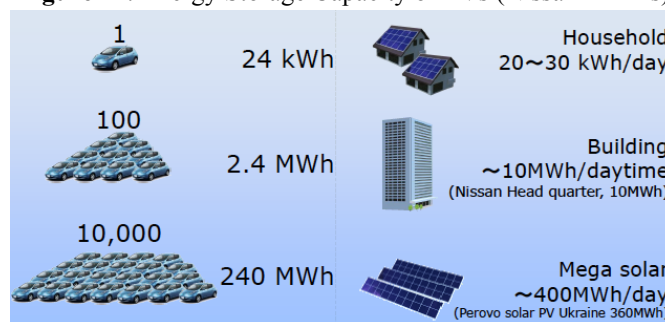 1
24 kWh
Household
20～30 kWh/day
100
2.4 MWh
Building
～10MWh/daytime
(Nissan Head quarter, 10MWh)
10,000
240 MWh
Mega solar
～400MWh/day
(Perovo solar PV Ukraine 360MWh)